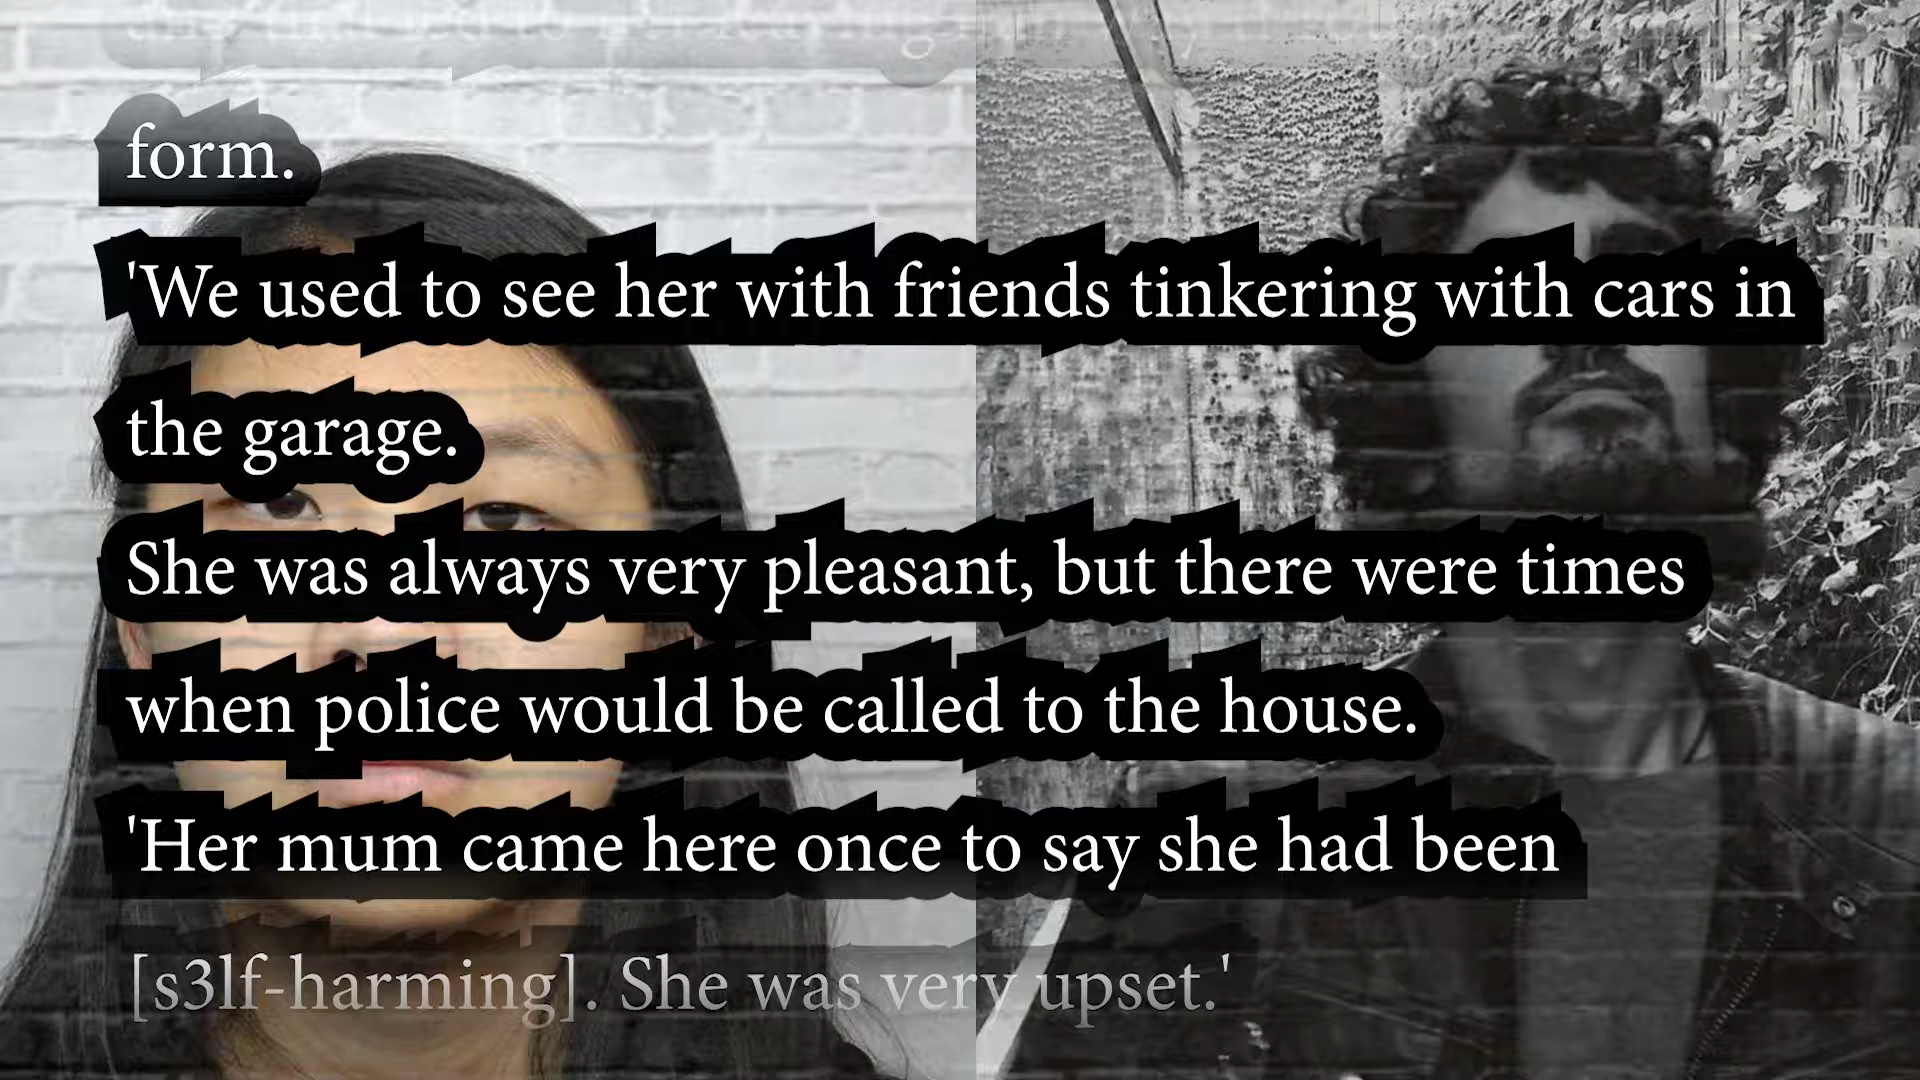 form.
'We used to see her with friends tinkering with cars in
the garage.
She was always very pleasant, but there were times
when police would be called to the house.
'Her mum came here once to say she had been
[s3lf-harming]. She was very upset.'